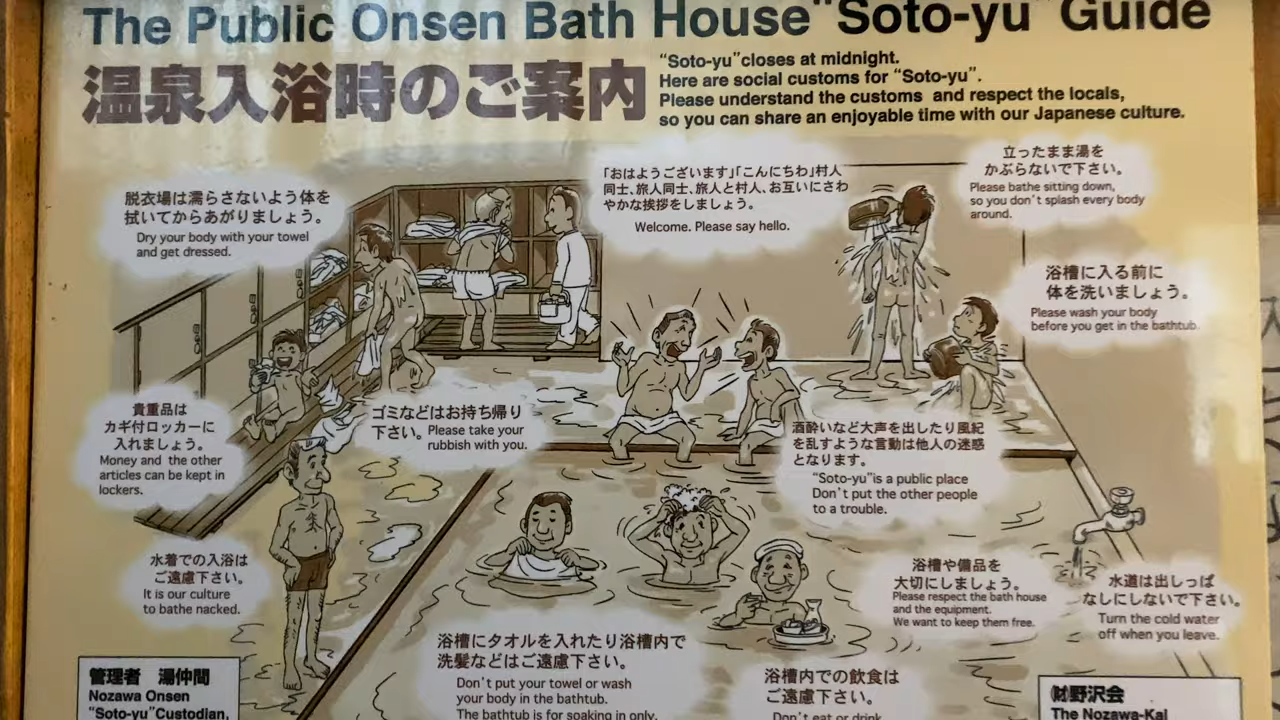 The Public Onsen Bath House "Soto-yu" Guide
温泉入浴時のご案内
"Soto-yu"closes at midnight.
Here are social customs for "Soto-yu".
Please understand the customs and respect the locals,
so you can share an enjoyable time with our Japanese culture.
脱衣場は濡らさないよう体を
拭いてからあがりましょう。
Dry your body with your towel
and get dressed.
「おはようございます」「こんにちわ」村人
同士、旅人同士、旅人と村人、お互いにさわ
やかな挨拶をしましょう。
Welcome. Please say hello.
立ったまま湯を
かぶらないで下さい。
Please bathe sitting down,
so you don't splash every body
around.
浴槽に入る前に
体を洗いましょう。
Please wash your body
before you get in the bathtub.
貴重品は
カギ付ロッカーに
入れましょう。
Money and the other
articles can be kept in
lockers.
ゴミなどはお持ち帰り
下さい。Please take your
rubbish with you.
酒酔いなど大声を出したり風紀
を乱すような言動は他人の迷惑
となります。
"Soto-yu"is a public place
Don't put the other people
to a trouble.
水着での入浴は
ご遠慮下さい。
It is our culture
to bathe nacked.
浴槽や備品を
大切にしましょう。
Please respect the bath house
and the equipment.
We want to keep them free.
水道は出しっぱ
なしにしないで下さい。
Turn the cold water
off when you leave.
浴槽にタオルを入れたり浴槽内で
洗髪などはご遠慮下さい。
Don't put your towel or wash
your body in the bathtub.
The bathtub is for soaking in only.
浴槽内での飲食は
ご遠慮下さい。
Don't eat or drink
管理者 湯仲間
Nozawa Onsen
"Soto-yu"Custodian,
㈶野沢会
The Nozawa-Kai